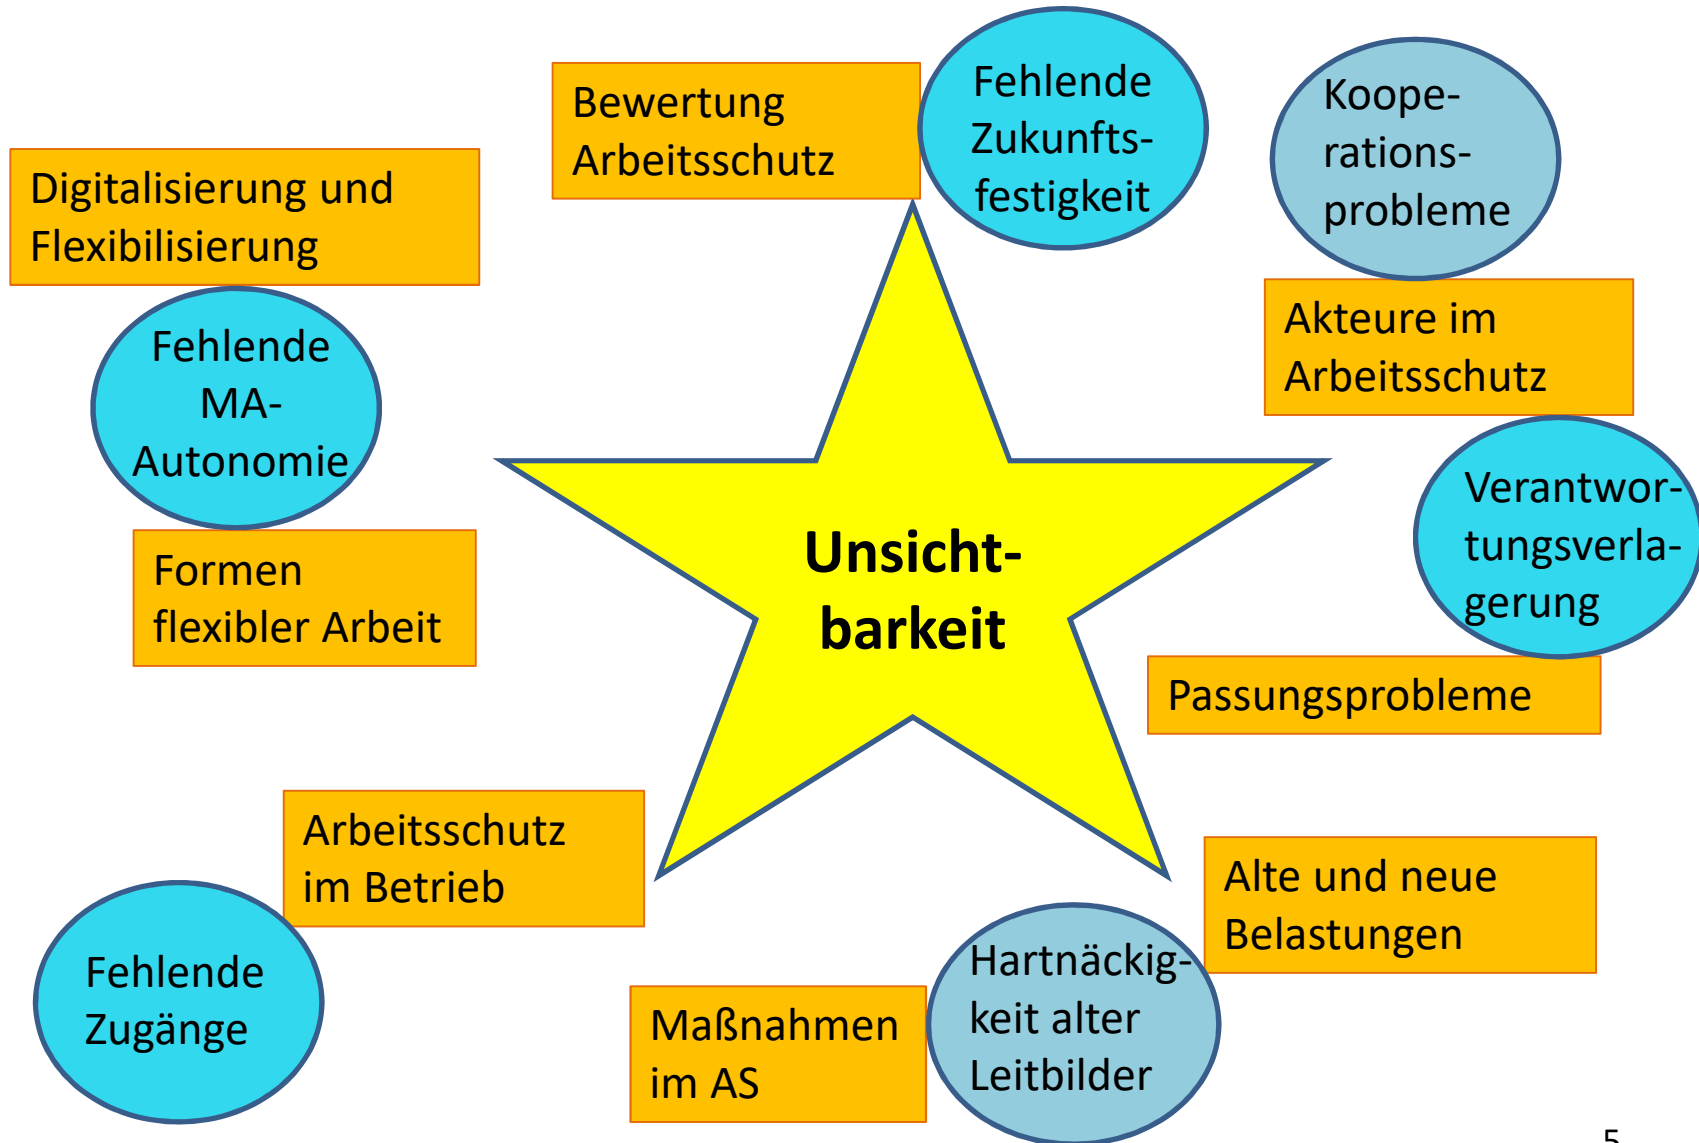 Bewertung
Arbeitsschutz
Fehlende
Zukunfts-
festigkeit
Koope-
rations-
probleme
Digitalisierung und
Flexibilisierung
Akteure im
Arbeitsschutz
Fehlende
MA-
Autonomie
Verantwor-
tungsverla-
gerung
Formen
flexibler Arbeit
Unsicht-
barkeit
Passungsprobleme
Arbeitsschutz
im Betrieb
Alte und neue
Belastungen
Fehlende
Zugänge
Maßnahmen
im AS
Hartnäckig-
keit alter
Leitbilder
5